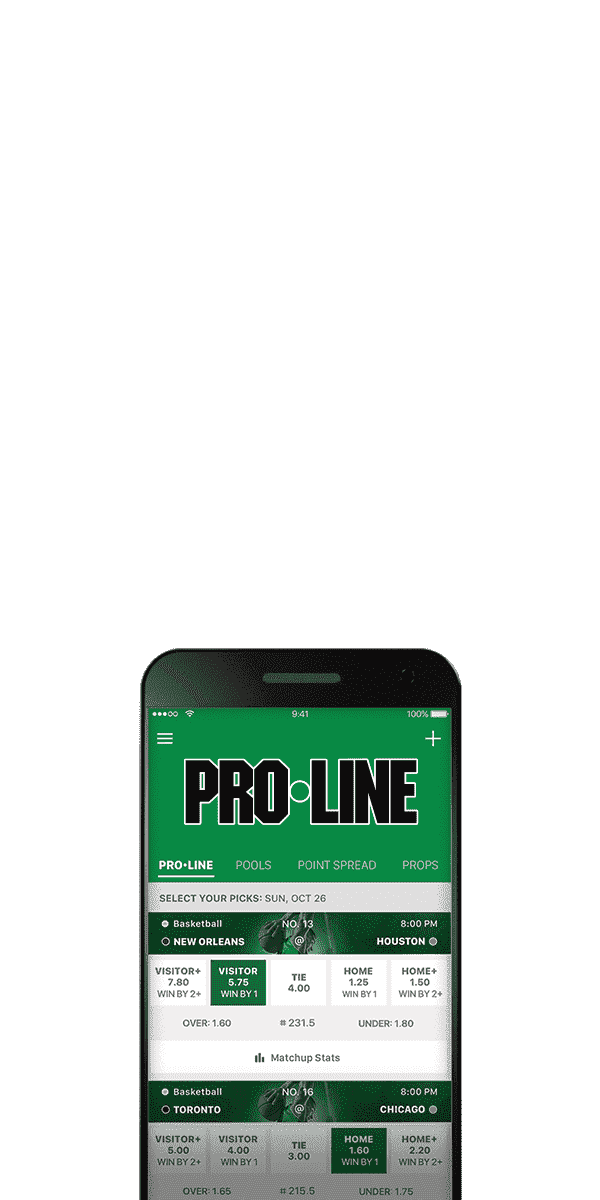 9:41 100%
PRO•LINE
PRO•LINE POOLS POINT SPREAD PROPS
SELECT YOUR PICKS: SUN, OCT 26
Basketball NO. 13 8:00 PM
NEW ORLEANS @ HOUSTON
VISITOR+ VISITOR TIE HOME HOME+
7.80 5.75 4.00 1.25 1.50
WIN BY 2+ WIN BY 1 WIN BY 1 WIN BY 2+
OVER: 1.60 # 231.5 UNDER: 1.80
Matchup Stats
Basketball NO. 16 8:00 PM
TORONTO @ CHICAGO
VISITOR+ VISITOR TIE HOME HOME+
5.00 4.00 3.00 1.60 2.20
WIN BY 2+ WIN BY 1 WIN BY 1 WIN BY 2+
OVER: 1.65 # 215.5 UNDER: 1.75